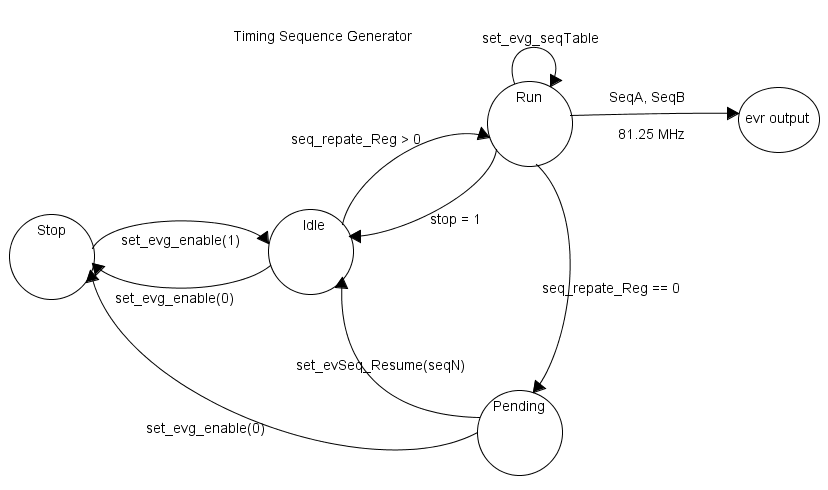 Timing Sequence Generator
set_evg_seqTable
Run
SeqA, SeqB
evr output
81.25 MHz
seq_repate_Reg > 0
stop = 1
Idle
Stop
set_evg_enable(1)
set_evg_enable(0)
seq_repate_Reg == 0
set_evSeq_Resume(seqN)
Pending
set_evg_enable(0)